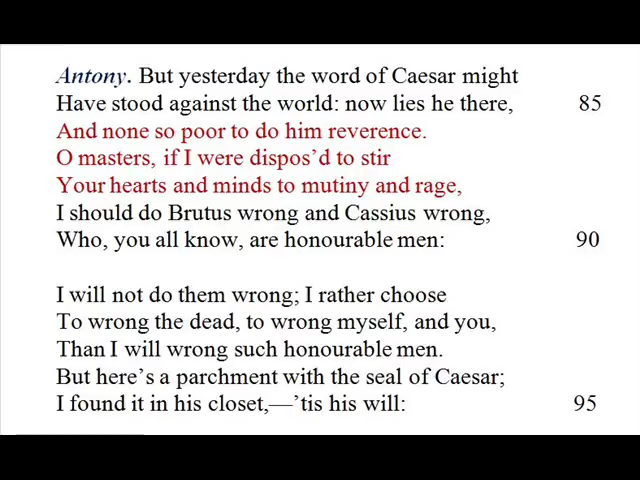 Antony. But yesterday the word of Caesar might
Have stood against the world: now lies he there, 85
And none so poor to do him reverence.
O masters, if I were dispos’d to stir
Your hearts and minds to mutiny and rage,
I should do Brutus wrong and Cassius wrong,
Who, you all know, are honourable men: 90
I will not do them wrong; I rather choose
To wrong the dead, to wrong myself, and you,
Than I will wrong such honourable men.
But here’s a parchment with the seal of Caesar;
I found it in his closet,—’tis his will: 95